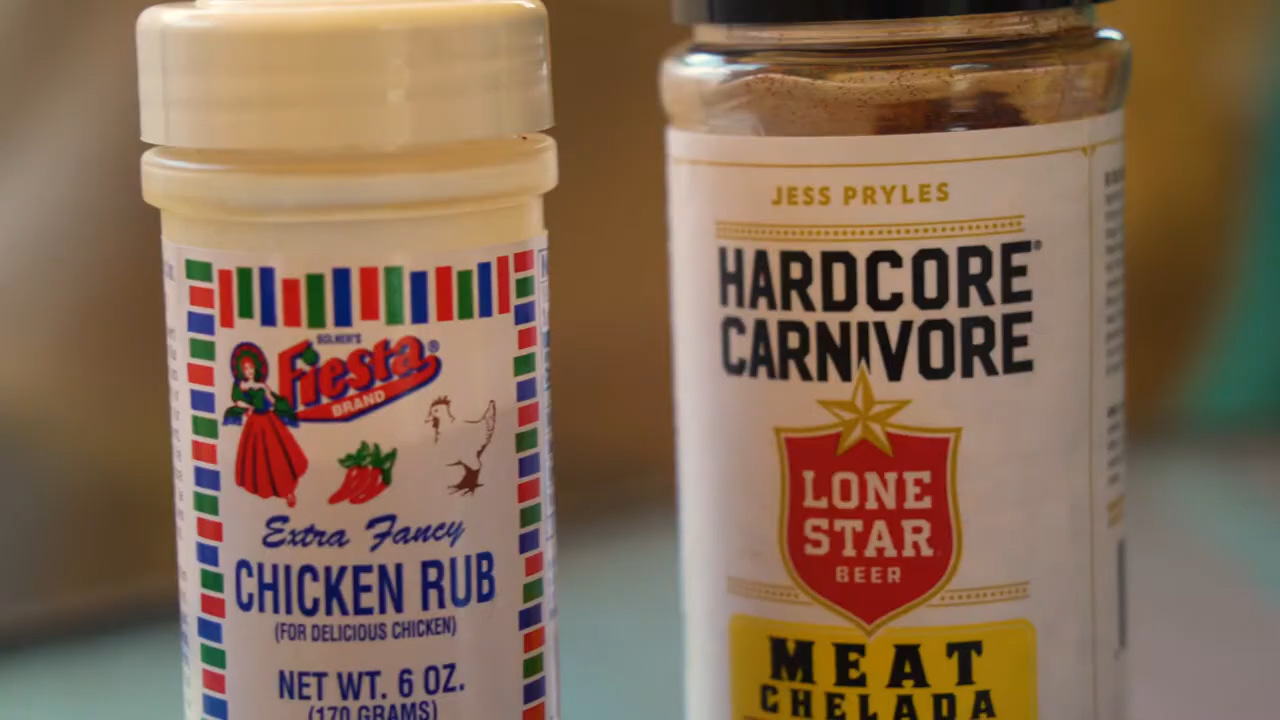 BOLNER'S
Fiesta®
BRAND
Extra Fancy
CHICKEN RUB
(FOR DELICIOUS CHICKEN)
NET WT. 6 OZ.
(170 GRAMS)
JESS PRYLES
HARDCORE®
CARNIVORE
LONE
STAR
BEER
MEAT
CHELADA